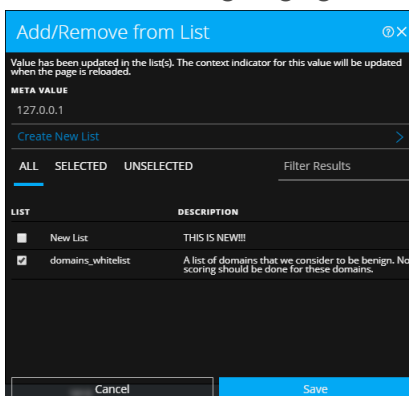 Add/Remove from List
Value has been updated in the list(s). The context indicator for this value will be updated
when the page is reloaded.
META VALUE
127.0.0.1
Create New List
ALL SELECTED UNSELECTED Filter Results
LIST DESCRIPTION
New List THIS IS NEW!!!
domains_whitelist A list of domains that we consider to be benign. No
scoring should be done for these domains.
Cancel Save